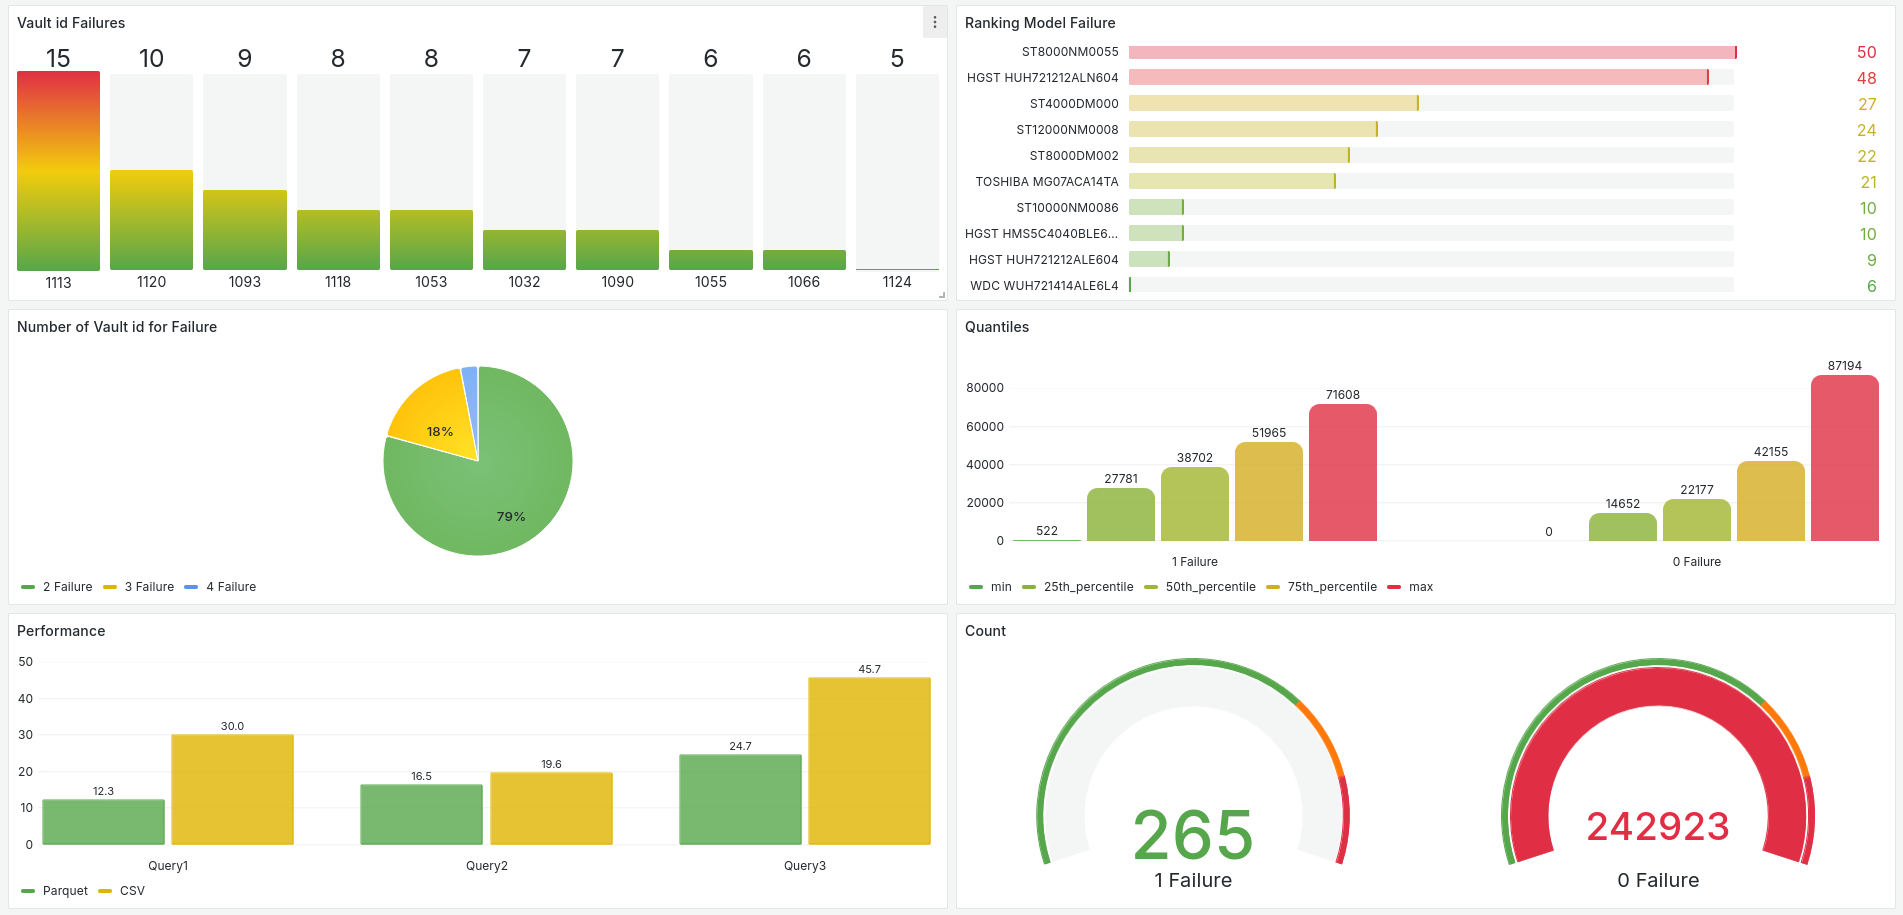 Vault id Failures
15 10 9 8 8 7 7 6 6 5
1113 1120 1093 1118 1053 1032 1090 1055 1066 1124
Ranking Model Failure
ST8000NM0055 50
HGST HUH721212ALN604 48
ST4000DM000 27
ST12000NM0008 24
ST8000DM002 22
TOSHIBA MG07ACA14TA 21
ST10000NM0086 10
HGST HMS5C4040BLE6... 10
HGST HUH721212ALE604 9
WDC WUH721414ALE6L4 6
Number of Vault id for Failure
18%
79%
2 Failure 3 Failure 4 Failure
Quantiles
87194
80000
71608
60000
51965
42155
40000
38702
27781
22177
20000
14652
522
0
0
1 Failure 0 Failure
min 25th_percentile 50th_percentile 75th_percentile max
Performance
50
45.7
40
30.0
30
24.7
20
19.6
16.5
12.3
10
0
Query1 Query2 Query3
Parquet CSV
Count
265 242923
1 Failure 0 Failure